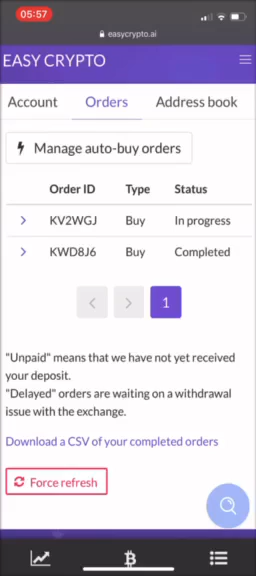 05:57
easycrypto.ai
EASY CRYPTO
Account Orders Address book
Manage auto-buy orders
Order ID Type Status
KV2WGJ Buy In progress
KWD8J6 Buy Completed
< > 1
"Unpaid" means that we have not yet received
your deposit.
"Delayed" orders are waiting on a withdrawal
issue with the exchange.
Download a CSV of your completed orders
Force refresh